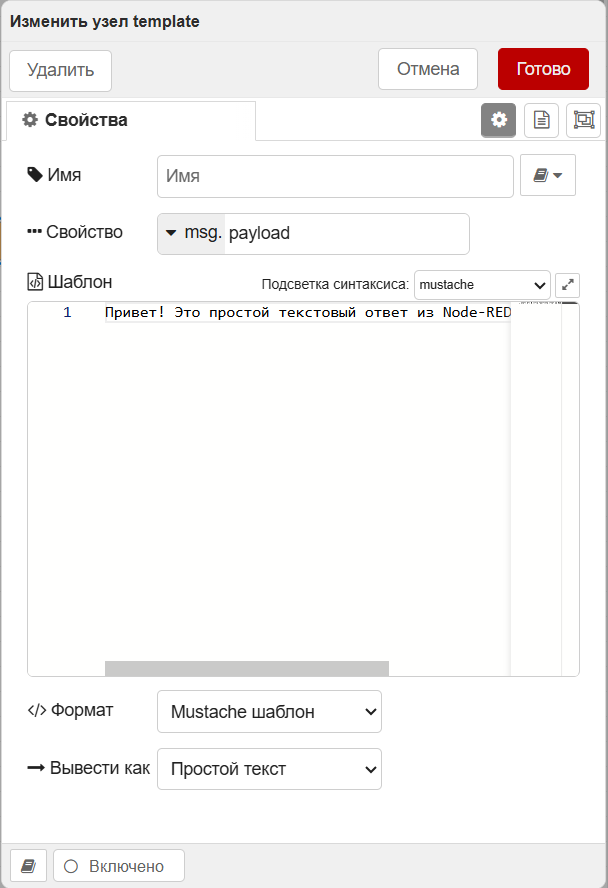 Изменить узел template
Удалить
Отмена
Готово
Свойства
Имя
Имя
Свойство
msg. payload
Шаблон
Подсветка синтаксиса: mustache
1 Привет! Это простой текстовый ответ из Node-RED
Формат
Mustache шаблон
Вывести как
Простой текст
Включено